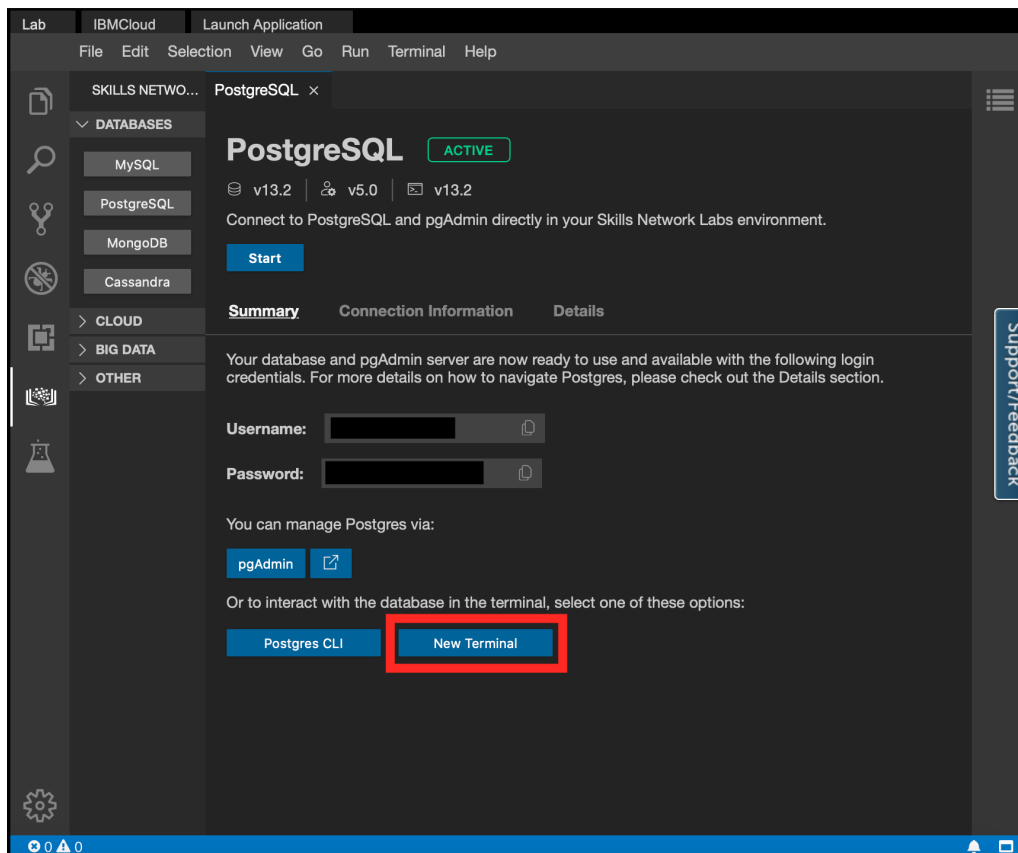 Lab IBMCloud Launch Application
File Edit Selection View Go Run Terminal Help
SKILLS NETWO... PostgreSQL ×
DATABASES
MySQL
PostgreSQL
MongoDB
Cassandra
CLOUD
BIG DATA
OTHER
PostgreSQL ACTIVE
v13.2 v5.0 v13.2
Connect to PostgreSQL and pgAdmin directly in your Skills Network Labs environment.
Start
Summary Connection Information Details
Your database and pgAdmin server are now ready to use and available with the following login
credentials. For more details on how to navigate Postgres, please check out the Details section.
Username:
Password:
You can manage Postgres via:
pgAdmin
Or to interact with the database in the terminal, select one of these options:
Postgres CLI New Terminal
Support/Feedback
0 0